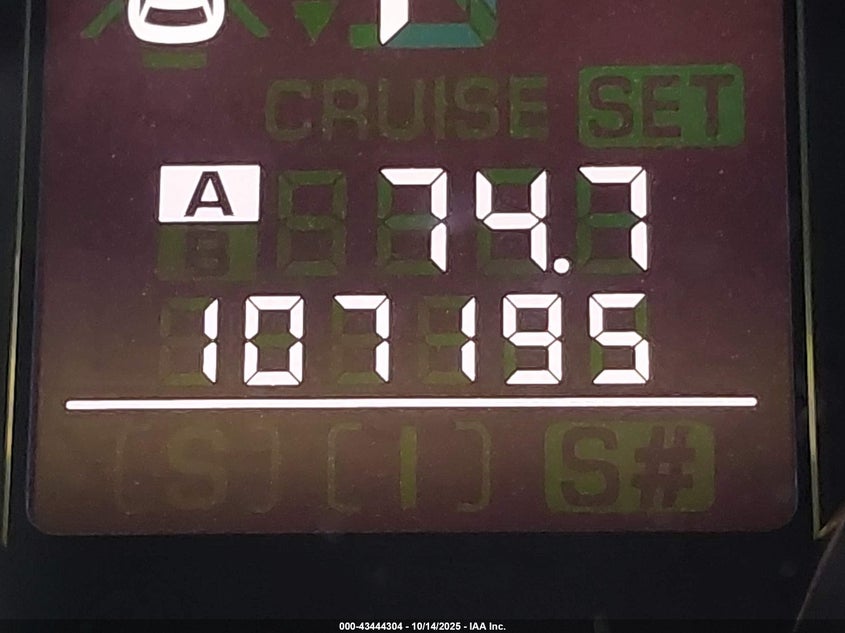 CRUISE SET
A 74.7
B
107195
[S] [I] S#
000-43444304 - 10/14/2025 - IAA Inc.